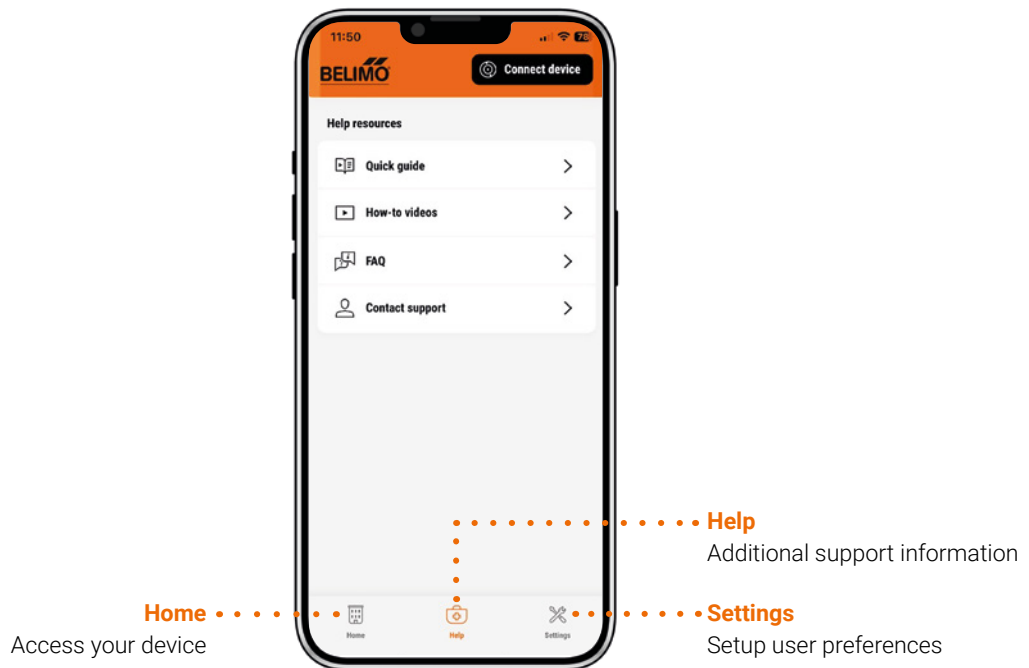 11:50
78
BELIMO
Connect device
Help resources
Quick guide
How-to videos
FAQ
Contact support
Help
Additional support information
Home
Access your device
Home
Help
Settings
Settings
Setup user preferences